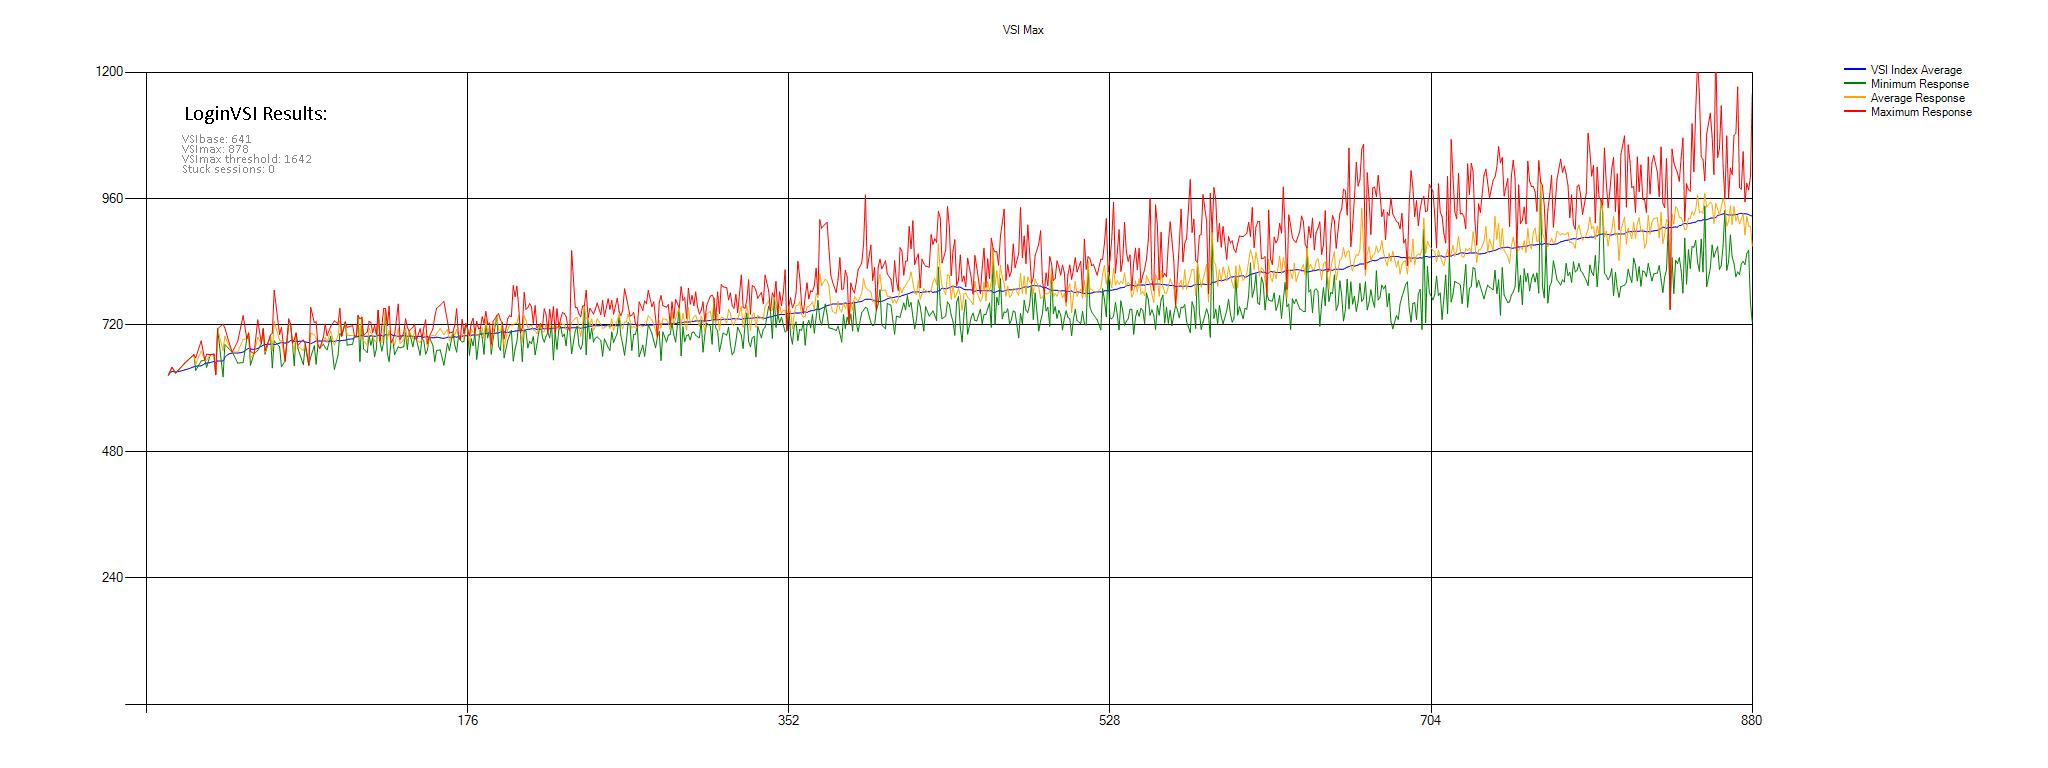 VSI Max
1200
960
720
480
240
LoginVSI Results:
VSIbase: 641
VSImax: 878
VSImax threshold: 1642
Stuck sessions: 0
VSI Index Average
Minimum Response
Average Response
Maximum Response
176
352
528
704
880